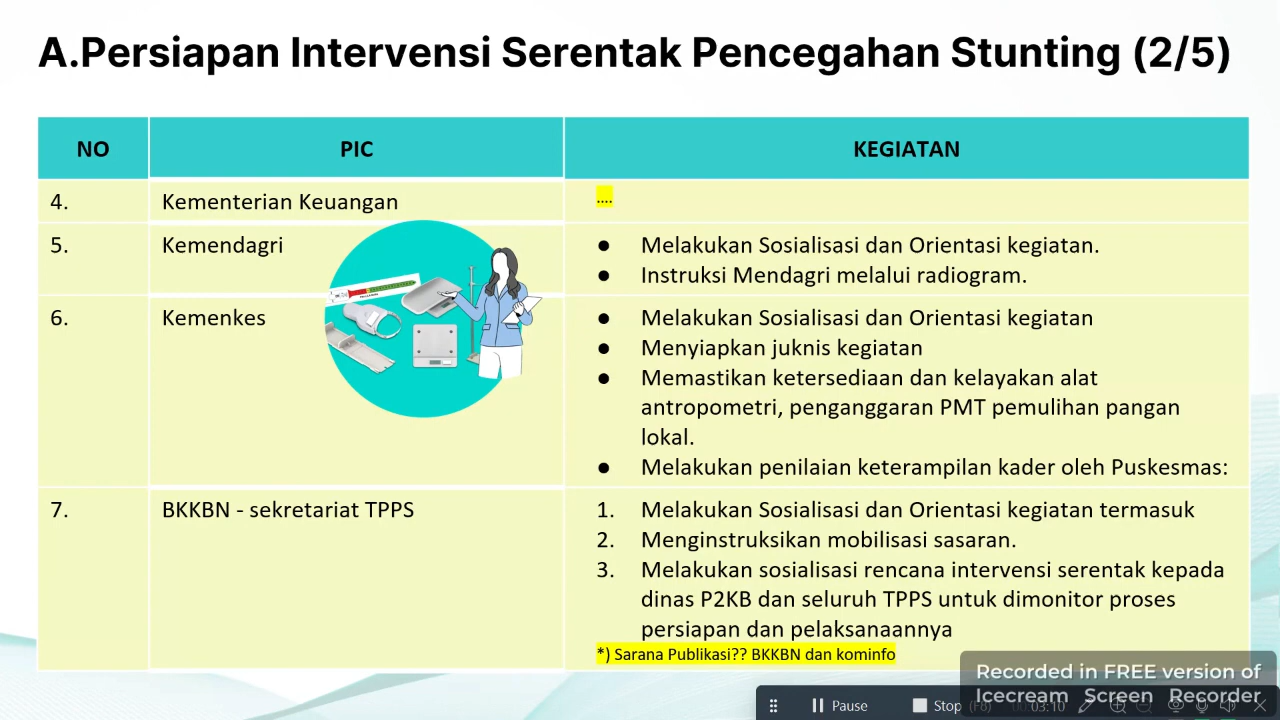 A.Persiapan Intervensi Serentak Pencegahan Stunting (2/5)
NO PIC KEGIATAN
4. Kementerian Keuangan ....
5. Kemendagri
● Melakukan Sosialisasi dan Orientasi kegiatan.
● Instruksi Mendagri melalui radiogram.
6. Kemenkes
● Melakukan Sosialisasi dan Orientasi kegiatan
● Menyiapkan juknis kegiatan
● Memastikan ketersediaan dan kelayakan alat
antropometri, penganggaran PMT pemulihan pangan
lokal.
● Melakukan penilaian keterampilan kader oleh Puskesmas:
7. BKKBN - sekretariat TPPS
1. Melakukan Sosialisasi dan Orientasi kegiatan termasuk
2. Menginstruksikan mobilisasi sasaran.
3. Melakukan sosialisasi rencana intervensi serentak kepada
dinas P2KB dan seluruh TPPS untuk dimonitor proses
persiapan dan pelaksanaannya
*) Sarana Publikasi?? BKKBN dan kominfo
Recorded in FREE version of
Icecream Screen Recorder
Pause Stop (F8) 00:03:10